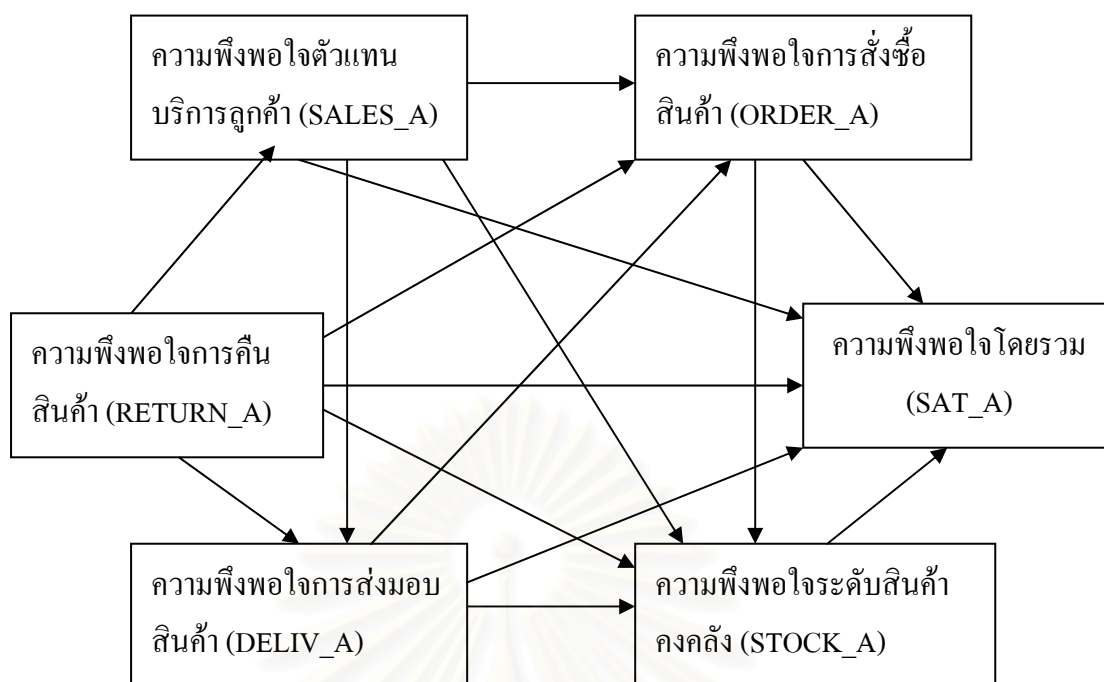 ความพึงพอใจตัวแทน
บริการลูกค้า (SALES_A)
ความพึงพอใจการสั่งซื้อ
สินค้า (ORDER_A)
ความพึงพอใจการคืน
สินค้า (RETURN_A)
ความพึงพอใจโดยรวม
(SAT_A)
ความพึงพอใจการส่งมอบ
สินค้า (DELIV_A)
ความพึงพอใจระดับสินค้า
คงคลัง (STOCK_A)